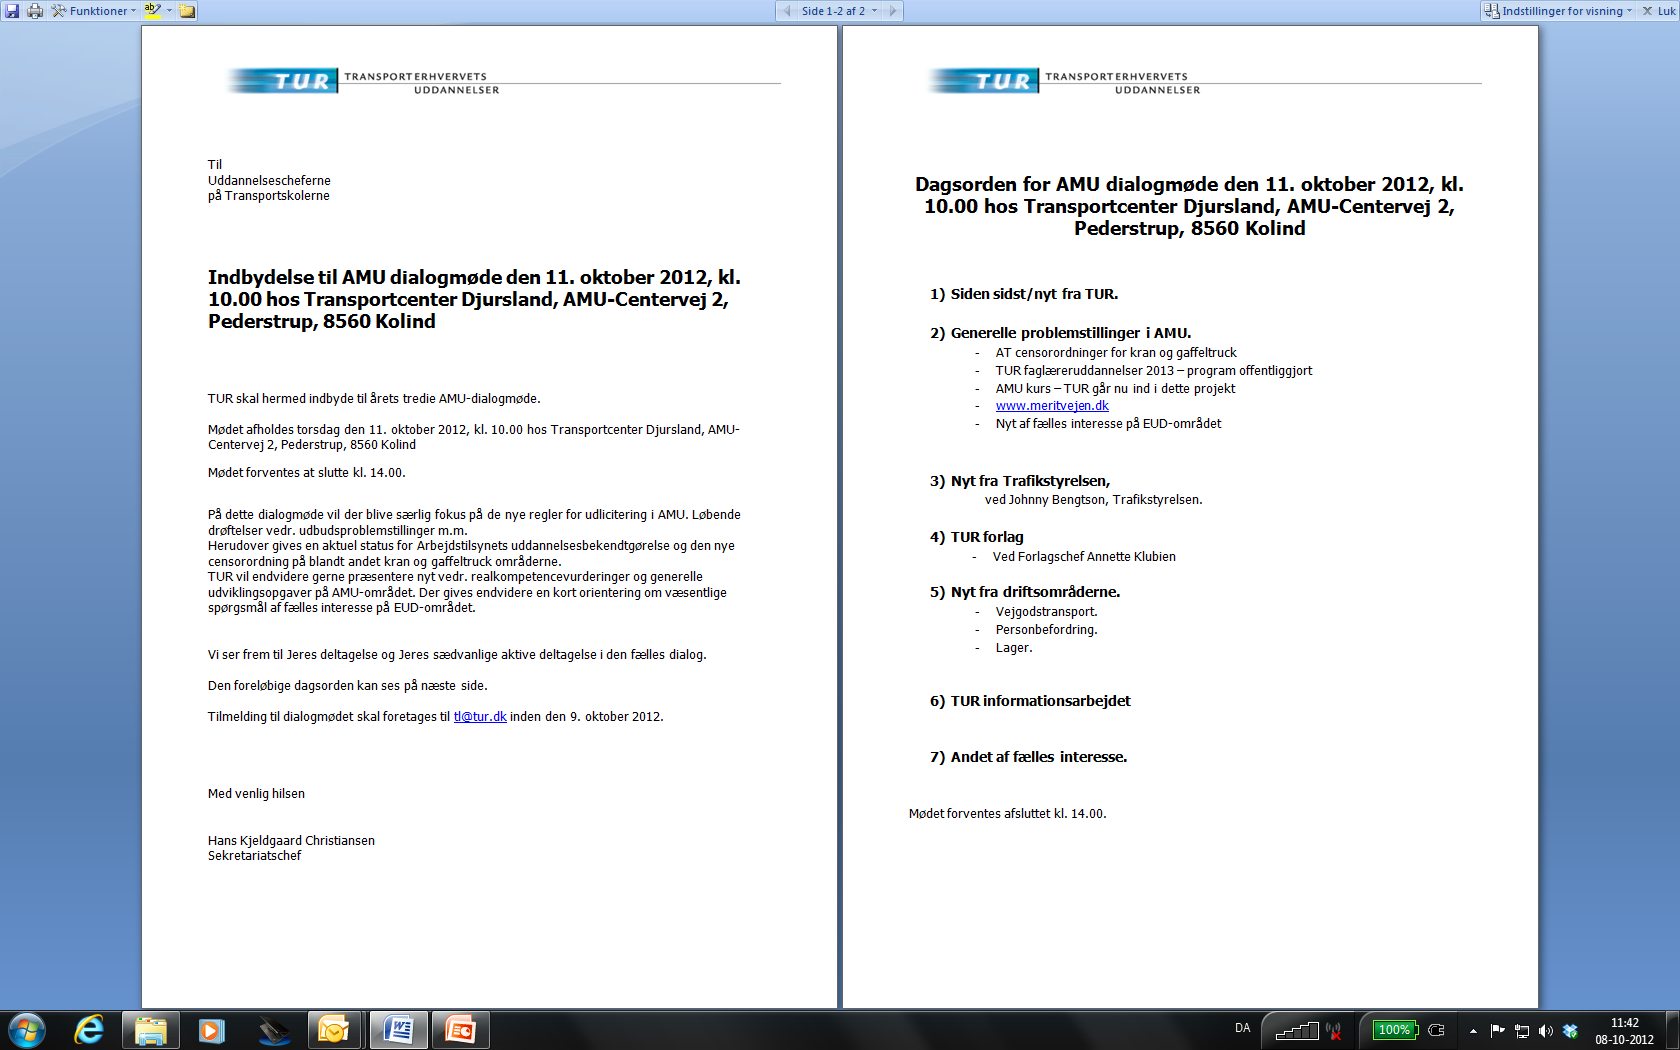 Funktioner
ab
Side 1-2 af 2
Indstillinger for visning
Luk
TUR TRANSPORTERHVERVETS
UDDANNELSER
Til
Uddannelsescheferne
på Transportskolerne
Indbydelse til AMU dialogmøde den 11. oktober 2012, kl.
10.00 hos Transportcenter Djursland, AMU-Centervej 2,
Pederstrup, 8560 Kolind
TUR skal hermed indbyde til årets tredie AMU-dialogmøde.
Mødet afholdes torsdag den 11. oktober 2012, kl. 10.00 hos Transportcenter Djursland, AMU-
Centervej 2, Pederstrup, 8560 Kolind
Mødet forventes at slutte kl. 14.00.
På dette dialogmøde vil der blive særlig fokus på de nye regler for udlicitering i AMU. Løbende
drøftelser vedr. udbudsproblemstillinger m.m.
Herudover gives en aktuel status for Arbejdstilsynets uddannelsesbekendtgørelse og den nye
censorordning på blandt andet kran og gaffeltruck områderne.
TUR vil endvidere gerne præsentere nyt vedr. realkompetencevurderinger og generelle
udviklingsopgaver på AMU-området. Der gives endvidere en kort orientering om væsentlige
spørgsmål af fælles interesse på EUD-området.
Vi ser frem til Jeres deltagelse og Jeres sædvanlige aktive deltagelse i den fælles dialog.
Den foreløbige dagsorden kan ses på næste side.
Tilmelding til dialogmødet skal foretages til tl@tur.dk inden den 9. oktober 2012.
Med venlig hilsen
Hans Kjeldgaard Christiansen
Sekretariatschef
TUR TRANSPORTERHVERVETS
UDDANNELSER
Dagsorden for AMU dialogmøde den 11. oktober 2012, kl.
10.00 hos Transportcenter Djursland, AMU-Centervej 2,
Pederstrup, 8560 Kolind
1) Siden sidst/nyt fra TUR.
2) Generelle problemstillinger i AMU.
- AT censorordninger for kran og gaffeltruck
- TUR faglæreruddannelser 2013 – program offentliggjort
- AMU kurs – TUR går nu ind i dette projekt
- www.meritvejen.dk
- Nyt af fælles interesse på EUD-området
3) Nyt fra Trafikstyrelsen,
ved Johnny Bengtson, Trafikstyrelsen.
4) TUR forlag
- Ved Forlagschef Annette Klubien
5) Nyt fra driftsområderne.
- Vejgodstransport.
- Personbefordring.
- Lager.
6) TUR informationsarbejdet
7) Andet af fælles interesse.
Mødet forventes afsluttet kl. 14.00.
DA
100%
11:42
08-10-2012